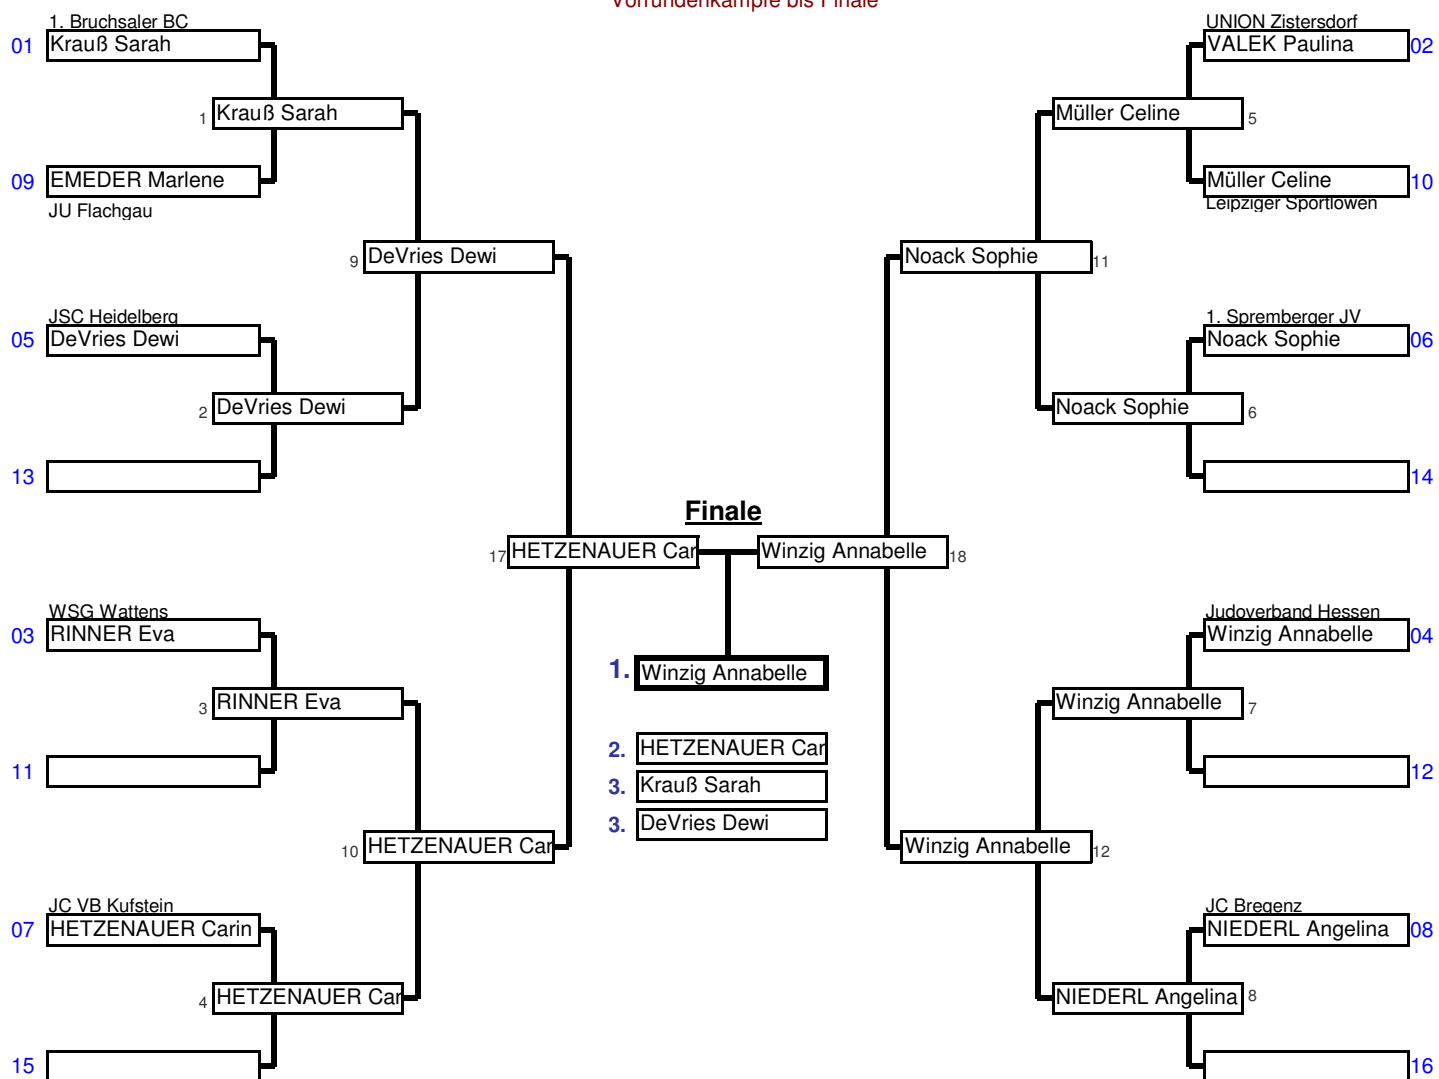 Vorrundenkämpfe bis Finale
1. Bruchsaler BC
01 Krauß Sarah
1 Krauß Sarah
09 EMEDER Marlene
JU Flachgau
9 DeVries Dewi
JSC Heidelberg
05 DeVries Dewi
2 DeVries Dewi
13
17 HETZENAUER Car
WSG Wattens
03 RINNER Eva
3 RINNER Eva
11
10 HETZENAUER Car
JC VB Kufstein
07 HETZENAUER Carin
4 HETZENAUER Car
15
Finale
1. Winzig Annabelle
2. HETZENAUER Car
3. Krauß Sarah
3. DeVries Dewi
UNION Zistersdorf
VALEK Paulina 02
Müller Celine 5
Müller Celine 10
Leipziger Sportlöwen
Noack Sophie 11
1. Spremberger JV
Noack Sophie 06
Noack Sophie 6
14
Winzig Annabelle 18
Judoverband Hessen
Winzig Annabelle 04
Winzig Annabelle 7
12
Winzig Annabelle 12
JC Bregenz
NIEDERL Angelina 08
NIEDERL Angelina 8
16